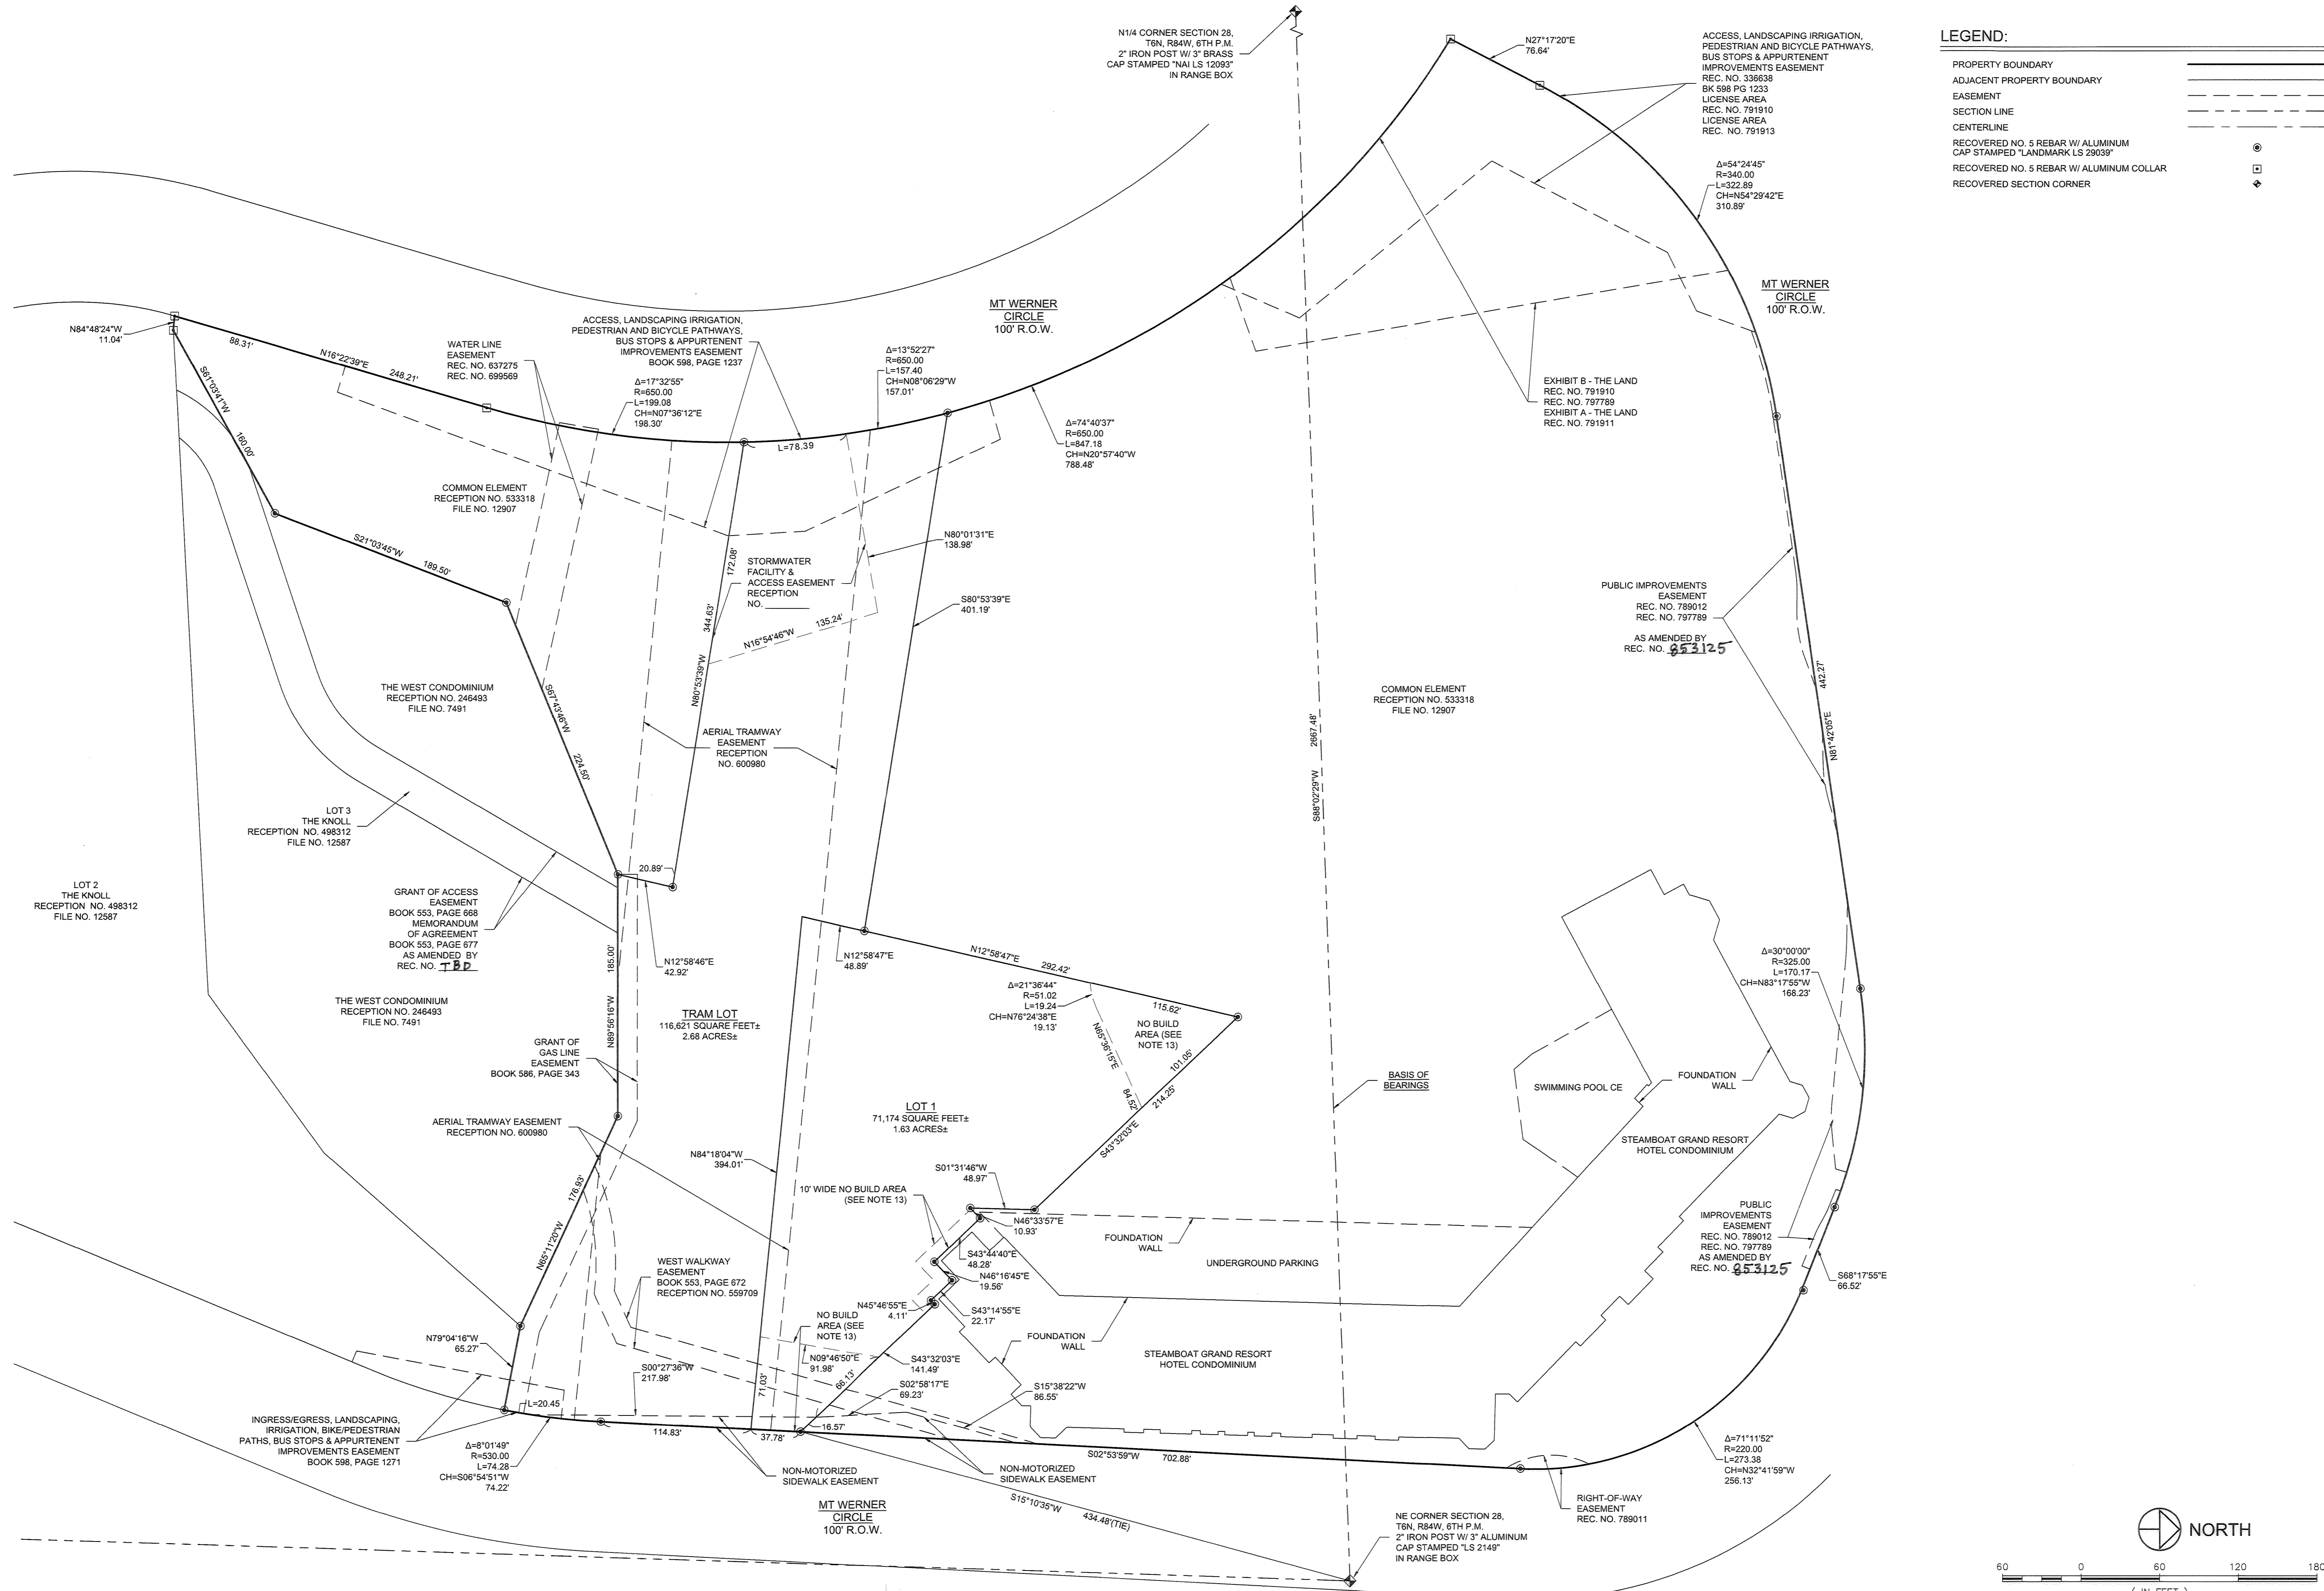 N1/4 CORNER SECTION 28,
T6N, R84W, 6TH P.M.
2" IRON POST W/ 3" BRASS
CAP STAMPED "NAI LS 12093"
IN RANGE BOX
N27°17'20"E
76.64'
ACCESS, LANDSCAPING IRRIGATION,
PEDESTRIAN AND BICYCLE PATHWAYS,
BUS STOPS & APPURTENENT
IMPROVEMENTS EASEMENT
REC. NO. 336638
BK 598 PG 1233
LICENSE AREA
REC. NO. 791910
LICENSE AREA
REC. NO. 791913
LEGEND:
PROPERTY BOUNDARY
ADJACENT PROPERTY BOUNDARY
EASEMENT
SECTION LINE
CENTERLINE
RECOVERED NO. 5 REBAR W/ ALUMINUM
CAP STAMPED "LANDMARK LS 29039"
RECOVERED NO. 5 REBAR W/ ALUMINUM COLLAR
RECOVERED SECTION CORNER
Δ=54°24'45"
R=340.00
L=322.89
CH=N54°29'42"E
310.89'
MT WERNER
CIRCLE
100' R.O.W.
MT WERNER
CIRCLE
100' R.O.W.
N84°48'24"W
11.04'
88.31'
N16°22'39"E
248.21'
S61°03'41"W
160.00'
WATER LINE
EASEMENT
REC. NO. 637275
REC. NO. 699569
ACCESS, LANDSCAPING IRRIGATION,
PEDESTRIAN AND BICYCLE PATHWAYS,
BUS STOPS & APPURTENENT
IMPROVEMENTS EASEMENT
BOOK 598, PAGE 1237
Δ=17°32'55"
R=650.00
L=199.08
CH=N07°36'12"E
198.30'
Δ=13°52'27"
R=650.00
L=157.40
CH=N08°06'29"W
157.01'
L=78.39
Δ=74°40'37"
R=650.00
L=847.18
CH=N20°57'40"W
788.48'
EXHIBIT B - THE LAND
REC. NO. 791910
REC. NO. 797789
EXHIBIT A - THE LAND
REC. NO. 791911
COMMON ELEMENT
RECEPTION NO. 533318
FILE NO. 12907
S21°03'45"W
189.50'
STORMWATER
FACILITY &
ACCESS EASEMENT
RECEPTION
NO.
172.08'
344.63'
N80°53'39"W
N16°54'46"W
135.24'
N80°01'31"E
138.98'
S80°53'39"E
401.19'
PUBLIC IMPROVEMENTS
EASEMENT
REC. NO. 789012
REC. NO. 797789
AS AMENDED BY
REC. NO. 853125
442.27'
N81°42'05"E
THE WEST CONDOMINIUM
RECEPTION NO. 246493
FILE NO. 7491
S67°43'46"W
224.50'
AERIAL TRAMWAY
EASEMENT
RECEPTION
NO. 600980
COMMON ELEMENT
RECEPTION NO. 533318
FILE NO. 12907
2667.48'
S88°02'29"W
LOT 3
THE KNOLL
RECEPTION NO. 498312
FILE NO. 12587
LOT 2
THE KNOLL
RECEPTION NO. 498312
FILE NO. 12587
GRANT OF ACCESS
EASEMENT
BOOK 553, PAGE 668
MEMORANDUM
OF AGREEMENT
BOOK 553, PAGE 677
AS AMENDED BY
REC. NO. TBD
20.89'
185.00'
N89°56'16"W
N12°58'46"E
42.92'
N12°58'47"E
48.89'
N12°58'47"E
292.42'
115.62'
Δ=21°36'44"
R=51.02
L=19.24
CH=N76°24'38"E
19.13'
N65°36'15"E
84.52'
NO BUILD
AREA (SEE
NOTE 13)
101.05'
214.25'
S43°32'03"E
Δ=30°00'00"
R=325.00
L=170.17
CH=N83°17'55"W
168.23'
THE WEST CONDOMINIUM
RECEPTION NO. 246493
FILE NO. 7491
TRAM LOT
116,621 SQUARE FEET±
2.68 ACRES±
GRANT OF
GAS LINE
EASEMENT
BOOK 586, PAGE 343
BASIS OF
BEARINGS
SWIMMING POOL CE
FOUNDATION
WALL
LOT 1
71,174 SQUARE FEET±
1.63 ACRES±
AERIAL TRAMWAY EASEMENT
RECEPTION NO. 600980
STEAMBOAT GRAND RESORT
HOTEL CONDOMINIUM
N84°18'04"W
394.01'
S01°31'46"W
48.97'
10' WIDE NO BUILD AREA
(SEE NOTE 13)
176.93'
N65°11'20"W
N46°33'57"E
10.93'
FOUNDATION
WALL
UNDERGROUND PARKING
PUBLIC
IMPROVEMENTS
EASEMENT
REC. NO. 789012
REC. NO. 797789
AS AMENDED BY
REC. NO. 853125
S68°17'55"E
66.52'
S43°44'40"E
48.28'
N46°16'45"E
19.56'
WEST WALKWAY
EASEMENT
BOOK 553, PAGE 672
RECEPTION NO. 559709
N45°46'55"E
4.11'
S43°14'55"E
22.17'
NO BUILD
AREA (SEE
NOTE 13)
N79°04'16"W
65.27'
FOUNDATION
WALL
STEAMBOAT GRAND RESORT
HOTEL CONDOMINIUM
N09°46'50"E
91.98'
S43°32'03"E
141.49'
S00°27'36"W
217.98'
71.03'
66.13'
S02°58'17"E
69.23'
S15°38'22"W
86.55'
L=20.45
16.57'
INGRESS/EGRESS, LANDSCAPING,
IRRIGATION, BIKE/PEDESTRIAN
PATHS, BUS STOPS & APPURTENENT
IMPROVEMENTS EASEMENT
BOOK 598, PAGE 1271
114.83'
37.78'
Δ=8°01'49"
R=530.00
L=74.28
CH=S06°54'51"W
74.22'
S02°53'59"W
702.88'
Δ=71°11'52"
R=220.00
L=273.38
CH=N32°41'59"W
256.13'
NON-MOTORIZED
SIDEWALK EASEMENT
NON-MOTORIZED
SIDEWALK EASEMENT
MT WERNER
CIRCLE
100' R.O.W.
S15°10'35"W
434.48'(TIE)
RIGHT-OF-WAY
EASEMENT
REC. NO. 789011
NE CORNER SECTION 28,
T6N, R84W, 6TH P.M.
2" IRON POST W/ 3" ALUMINUM
CAP STAMPED "LS 2149"
IN RANGE BOX
NORTH
60 0 60 120 180
( IN FEET )